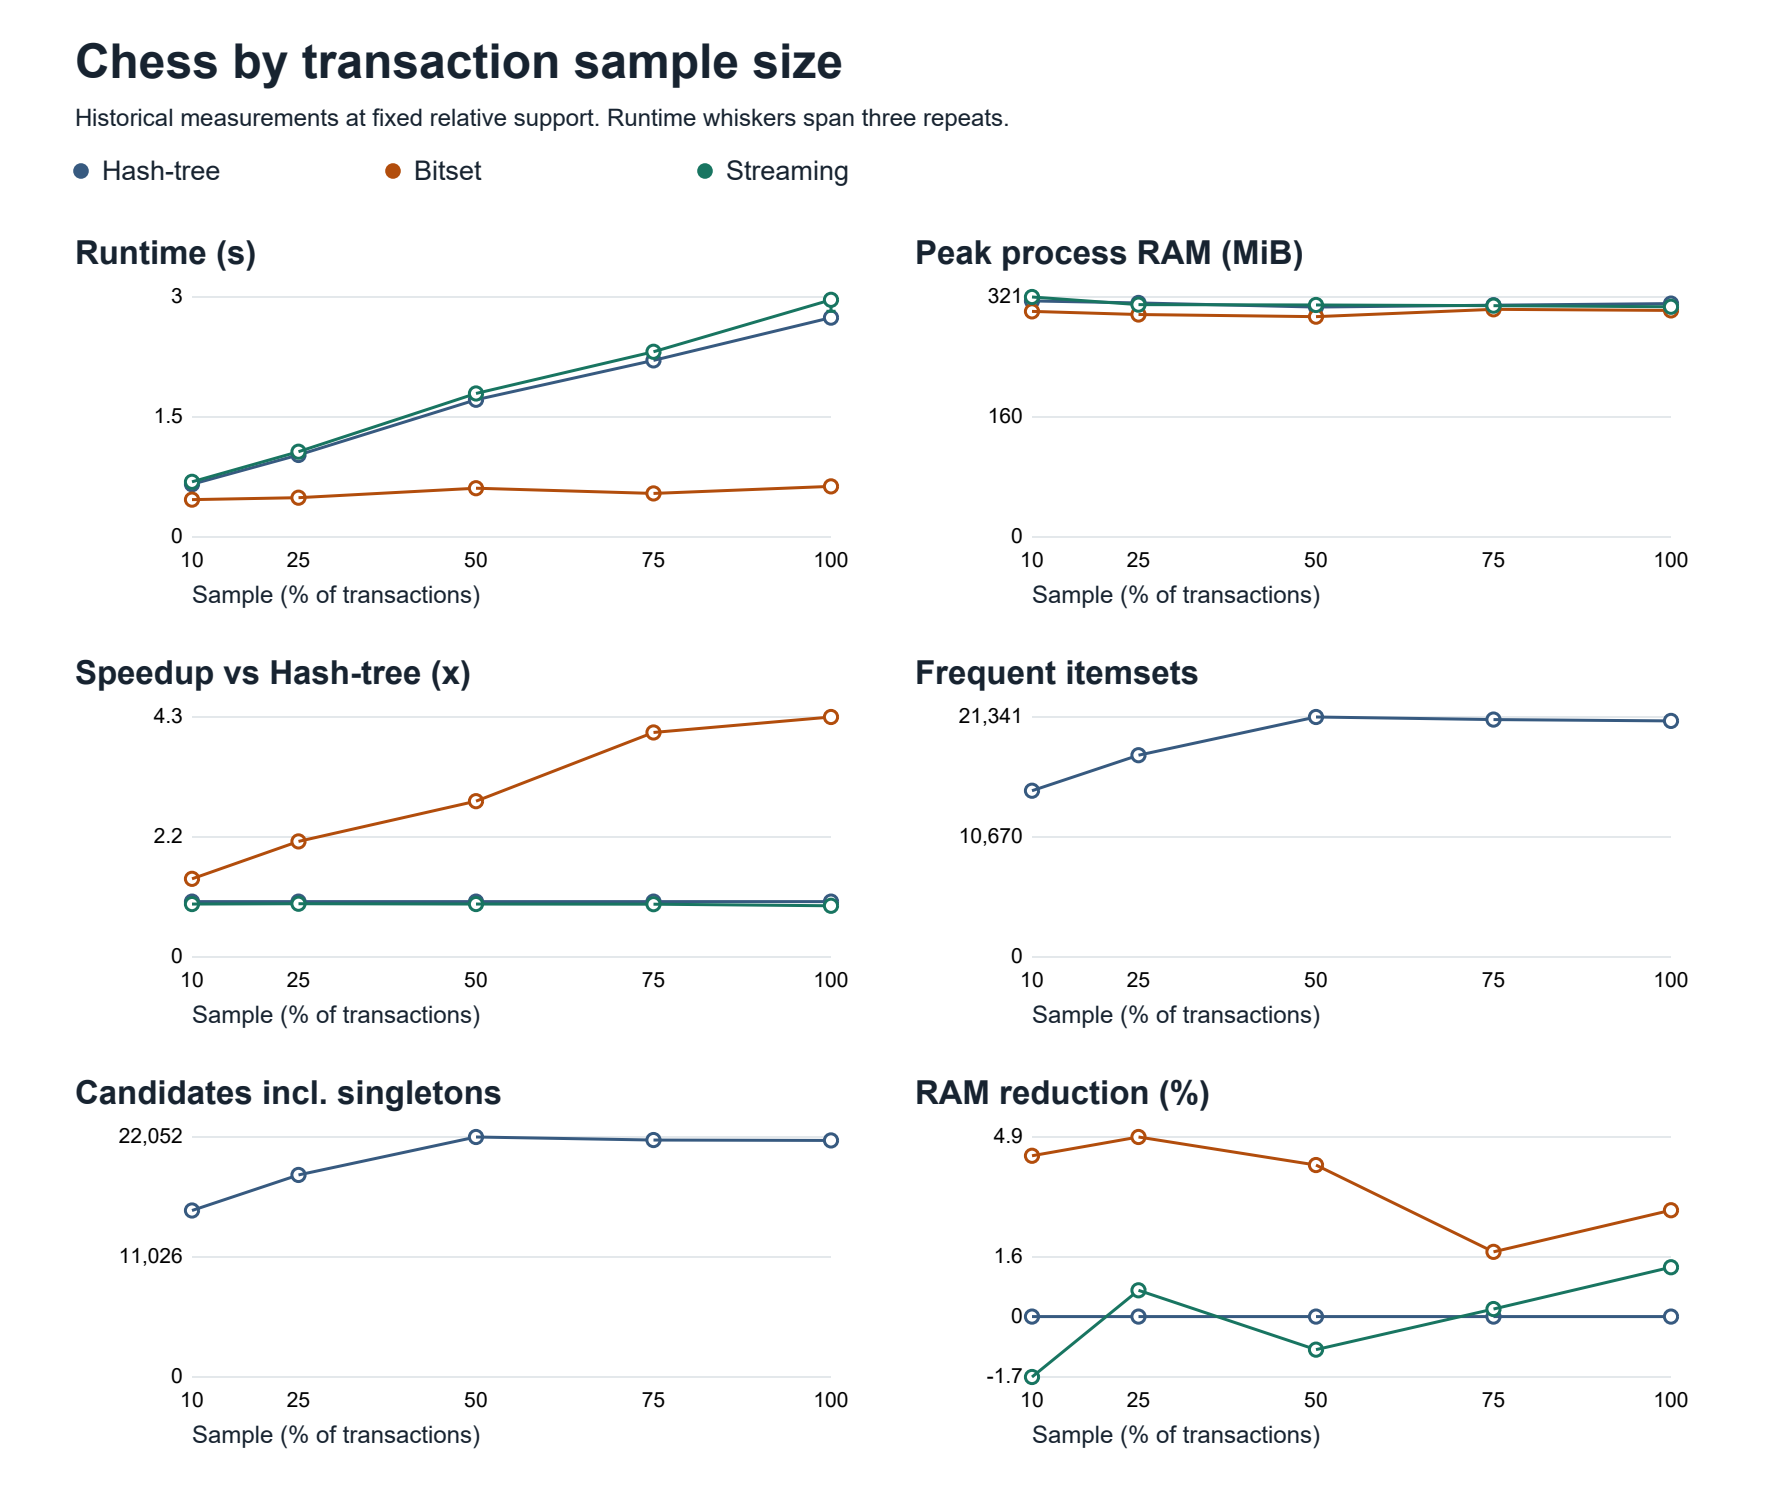 Chess by transaction sample size
Historical measurements at fixed relative support. Runtime whiskers span three repeats.
Hash-tree Bitset Streaming
Runtime (s)
3
1.5
0
10 25 50 75 100
Sample (% of transactions)
Peak process RAM (MiB)
321
160
0
10 25 50 75 100
Sample (% of transactions)
Speedup vs Hash-tree (x)
4.3
2.2
0
10 25 50 75 100
Sample (% of transactions)
Frequent itemsets
21,341
10,670
0
10 25 50 75 100
Sample (% of transactions)
Candidates incl. singletons
22,052
11,026
0
10 25 50 75 100
Sample (% of transactions)
RAM reduction (%)
4.9
1.6
0
-1.7
10 25 50 75 100
Sample (% of transactions)